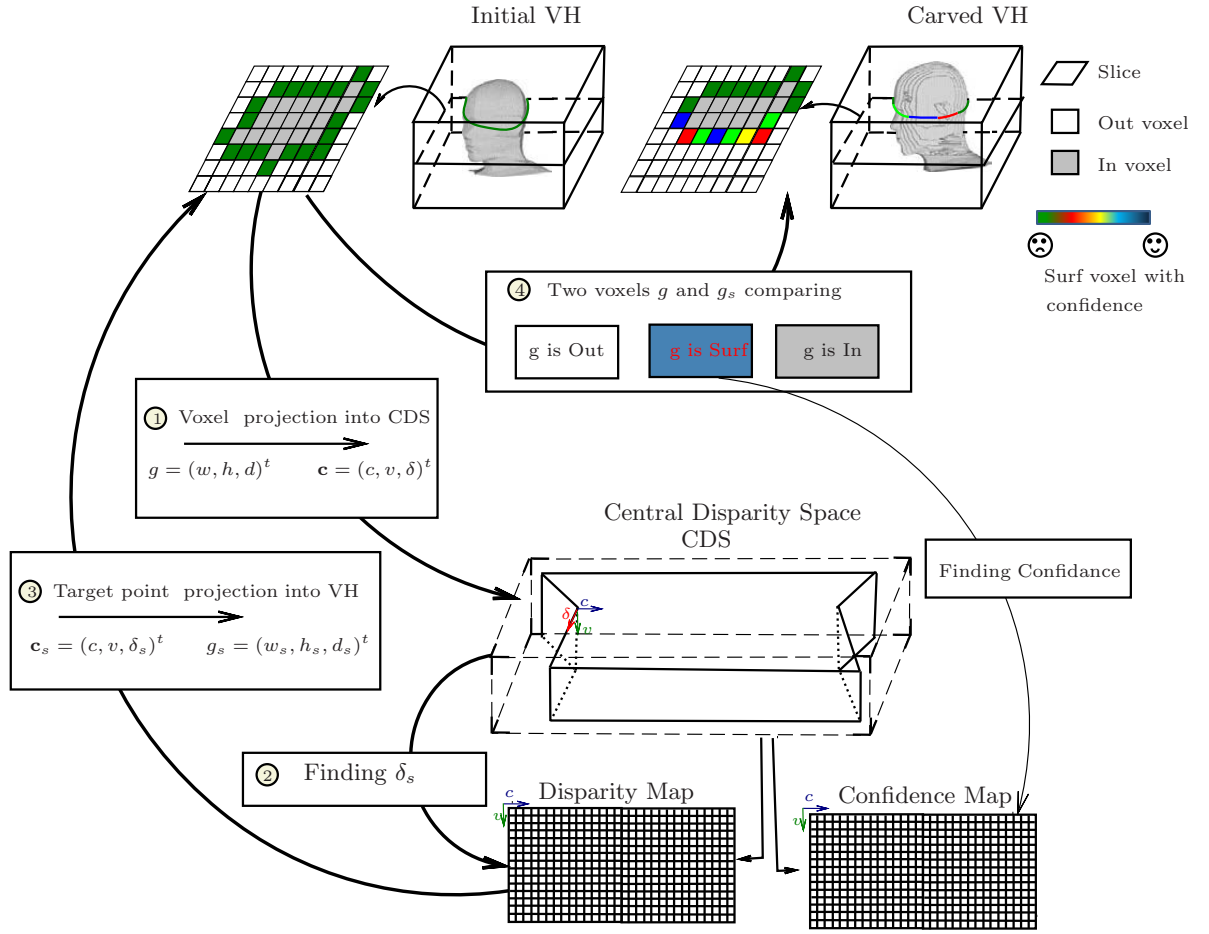 Initial VH
Carved VH
Slice
Out voxel
In voxel
Surf voxel with
confidence
4 Two voxels g and g_s comparing
g is Out
g is Surf
g is In
1 Voxel projection into CDS
g = (w, h, d)^t
c = (c, v, δ)^t
Central Disparity Space
CDS
Finding Confidance
3 Target point projection into VH
c_s = (c, v, δ_s)^t
g_s = (w_s, h_s, d_s)^t
c
δ
v
2 Finding δ_s
Disparity Map
c
v
Confidence Map
c
v